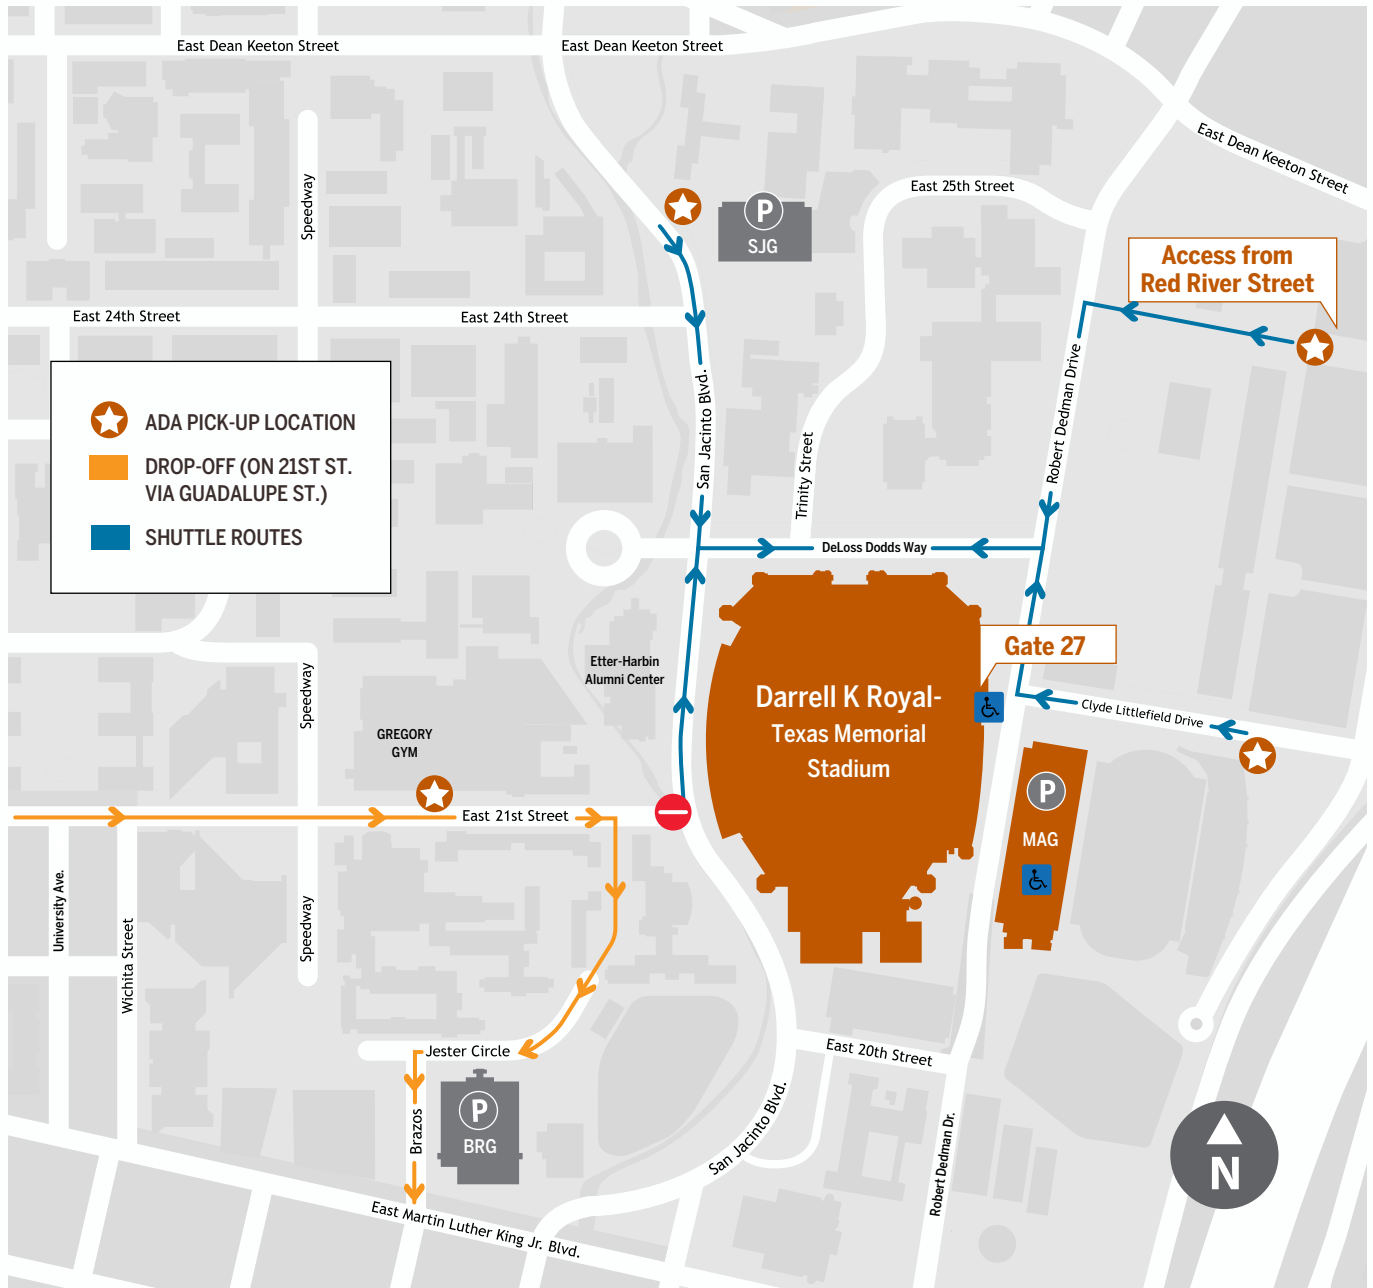 East Dean Keeton Street
East Dean Keeton Street
East Dean Keeton Street
Speedway
East 25th Street
P
SJG
Access from
Red River Street
East 24th Street
East 24th Street
ADA PICK-UP LOCATION
DROP-OFF (ON 21ST ST.
VIA GUADALUPE ST.)
SHUTTLE ROUTES
San Jacinto Blvd.
Trinity Street
Robert Dedman Drive
DeLoss Dodds Way
Gate 27
Etter-Harbin
Alumni Center
Speedway
Darrell K Royal-
Texas Memorial
Stadium
Clyde Littlefield Drive
GREGORY
GYM
P
MAG
East 21st Street
University Ave.
Wichita Street
Speedway
Jester Circle
East 20th Street
P
BRG
Brazos
San Jacinto Blvd.
Robert Dedman Dr.
N
East Martin Luther King Jr. Blvd.